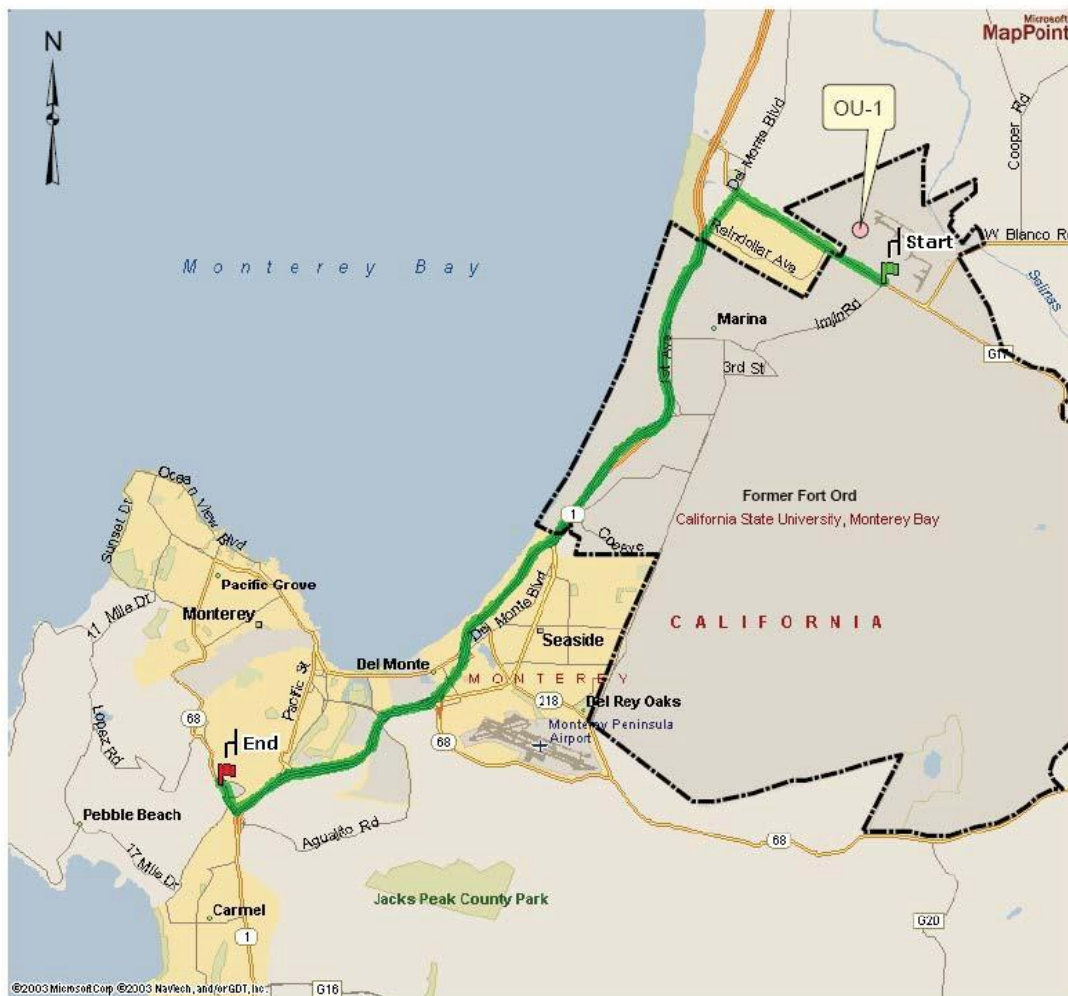 Microsoft
MapPoint
N
OU-1
Del Monte Blvd
Cooper Rd
W Blanco Rd
Start
Reindollar Ave
Monterey Bay
Salinas
Marina
Imjin Rd
G17
1st Ave
3rd St
Former Fort Ord
California State University, Monterey Bay
1
Coe Ave
Ocean View Blvd
Sunset Dr
Pacific Grove
17 Mile Dr
Monterey
Del Monte Blvd
Seaside
CALIFORNIA
Del Monte
MONTEREY
Pacific St
218
Del Rey Oaks
Monterey Peninsula
Airport
68
68
Lopez Rd
End
Pebble Beach
Aguajito Rd
68
17 Mile Dr
Jacks Peak County Park
Carmel
1
G20
G16
©2003 Microsoft Corp ©2003 NavTech, and/or GDT, Inc.